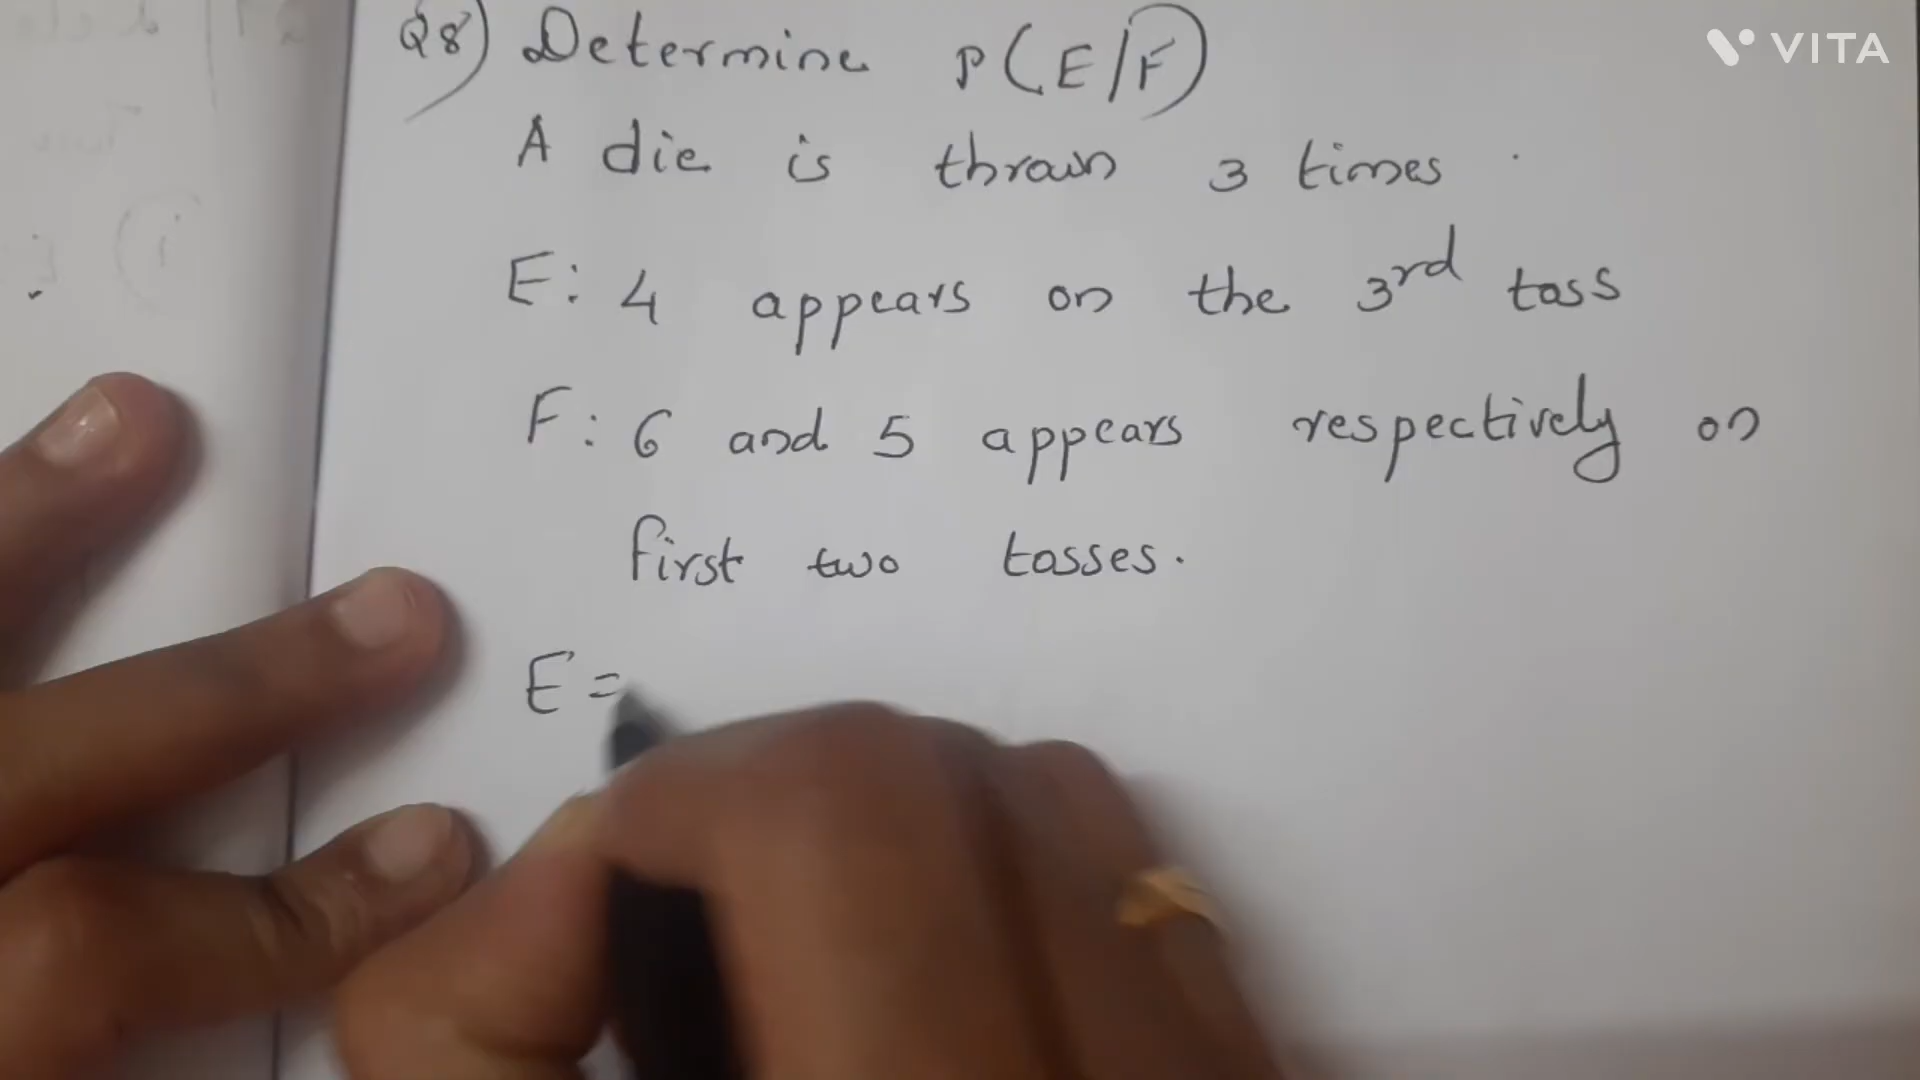 VITA
Q8) Determine P(E/F)
A die is thrown 3 times.
E: 4 appears on the 3rd toss
F: 6 and 5 appears respectively on
first two tosses.
E =